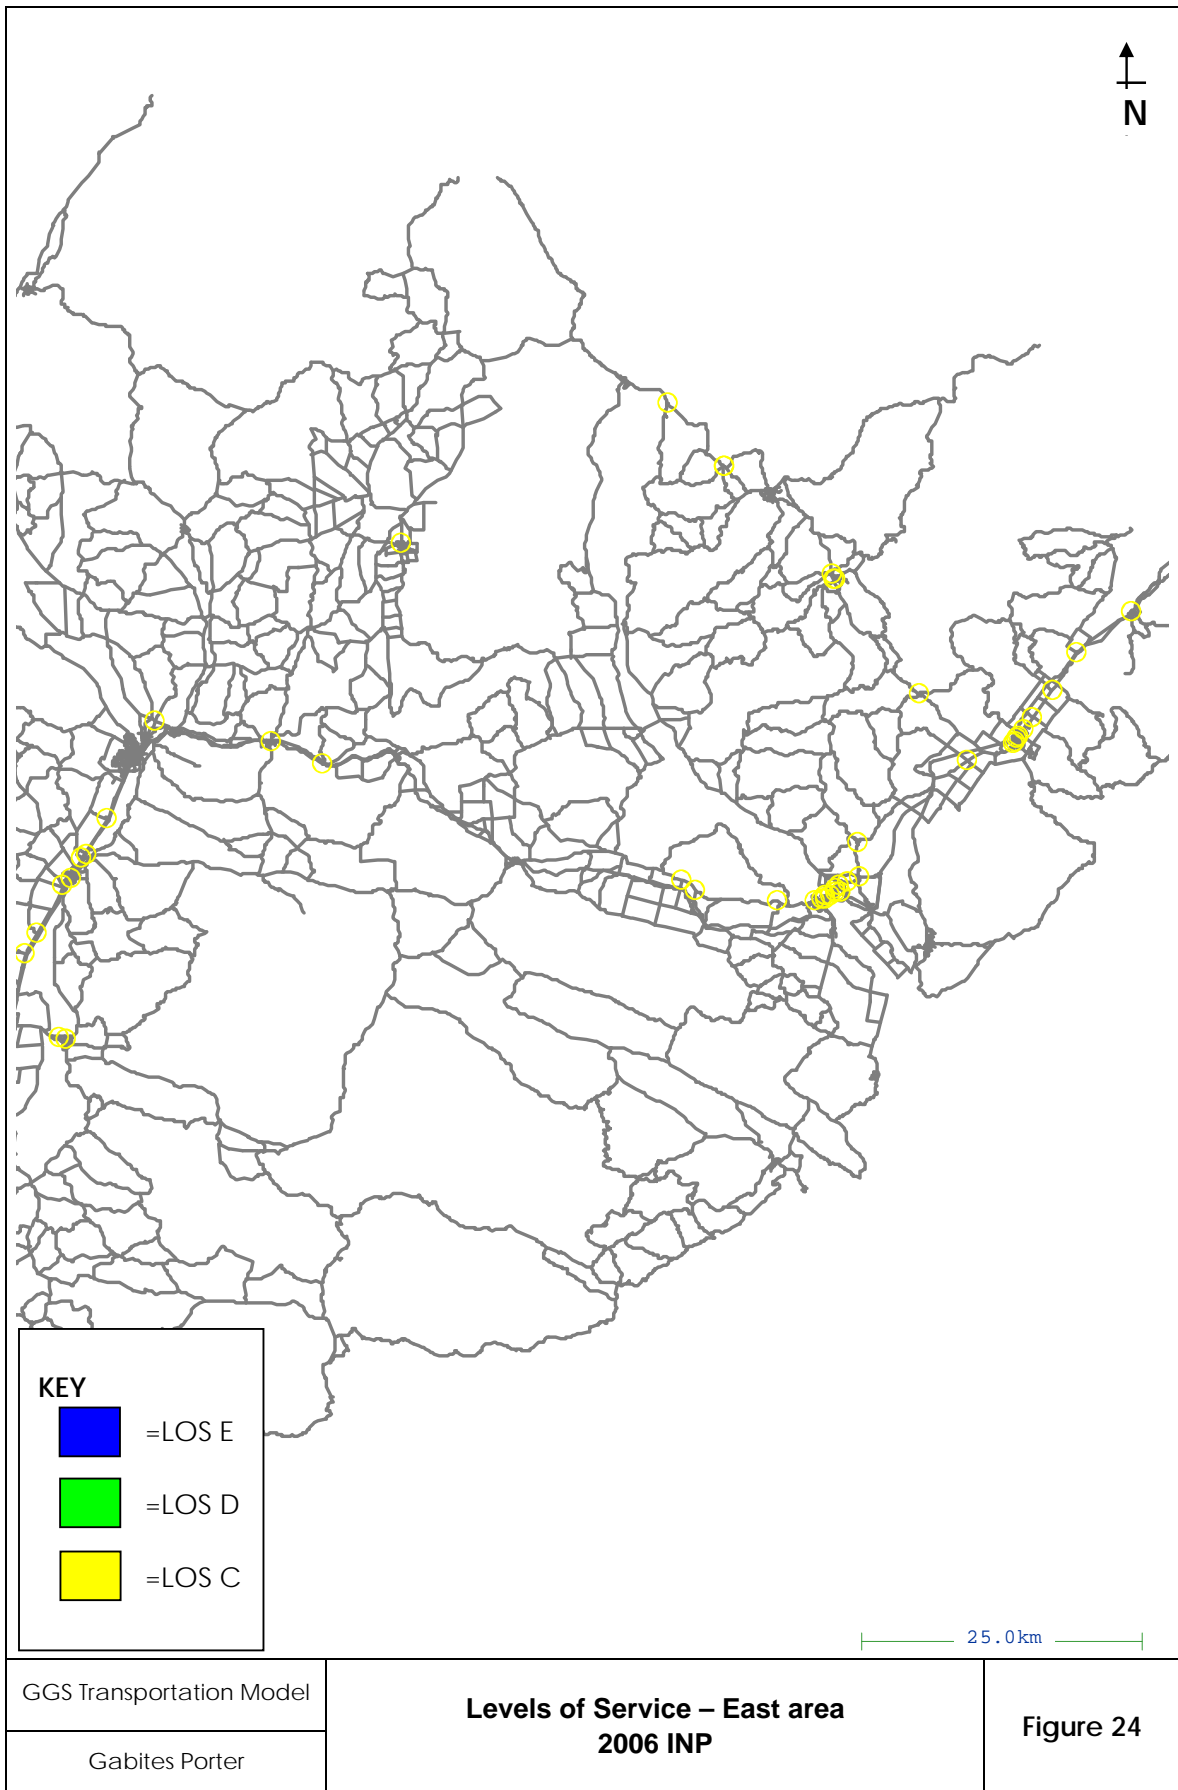 N
KEY
=LOS E
=LOS D
=LOS C
25.0km
GGS Transportation Model
Gabites Porter
Levels of Service – East area
2006 INP
Figure 24